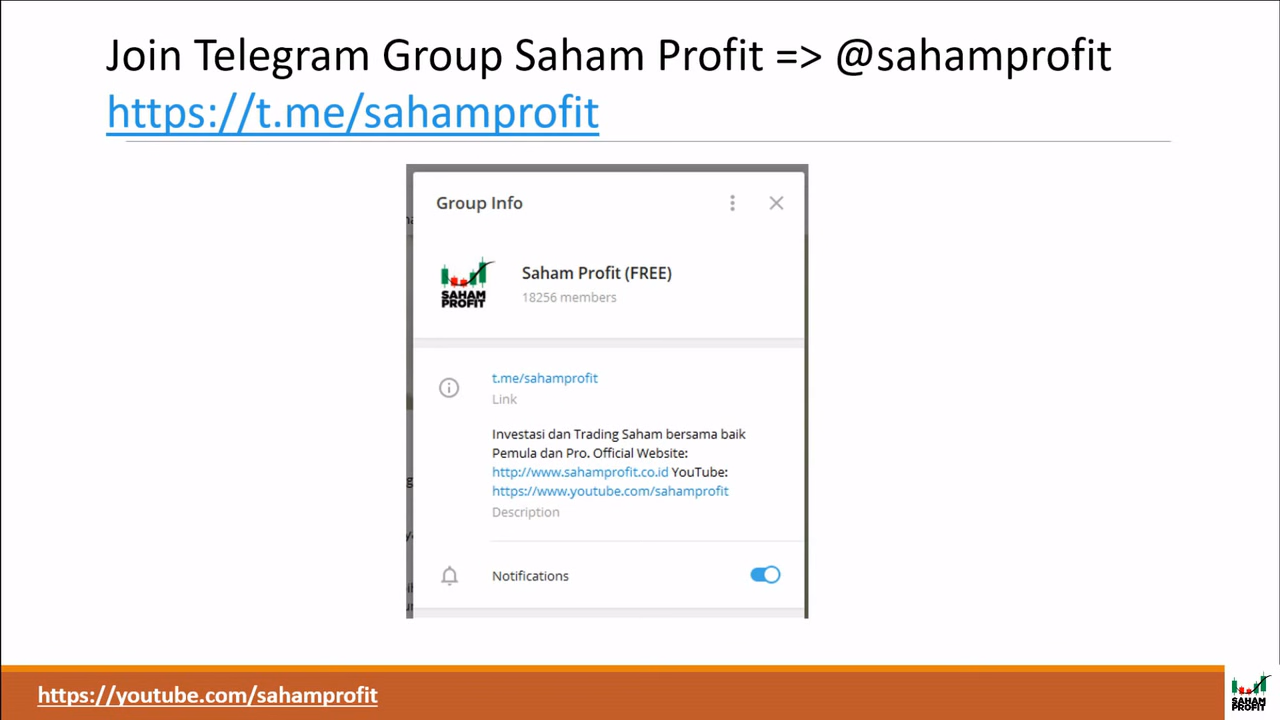 Join Telegram Group Saham Profit => @sahamprofit
https://t.me/sahamprofit
Group Info
SAHAM
PROFIT
Saham Profit (FREE)
18256 members
t.me/sahamprofit
Link
Investasi dan Trading Saham bersama baik
Pemula dan Pro. Official Website:
http://www.sahamprofit.co.id YouTube:
https://www.youtube.com/sahamprofit
Description
Notifications
https://youtube.com/sahamprofit
SAHAM
PROFIT